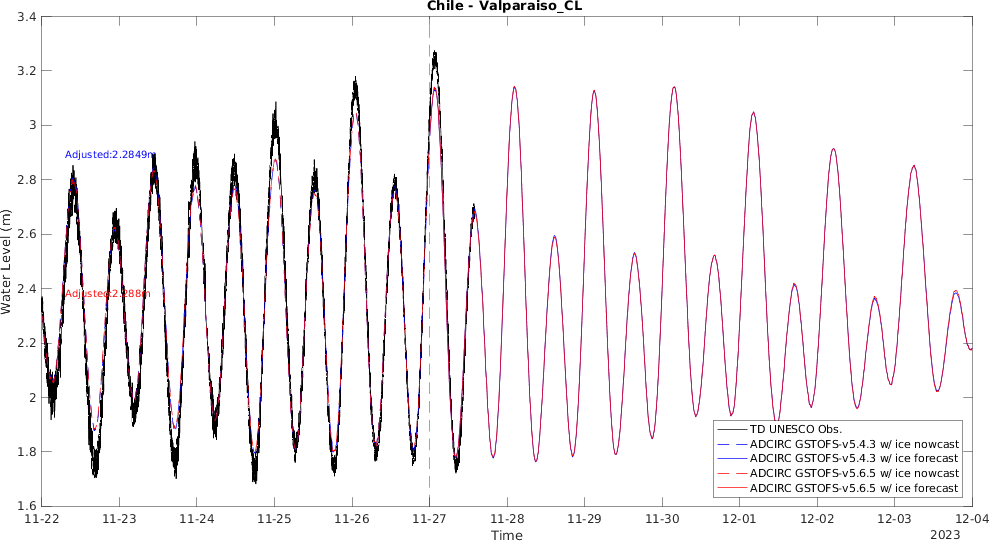 Chile - Valparaiso_CL
3.4
3.2
3
2.8
2.6
2.4
2.2
2
1.8
1.6
Water Level (m)
Adjusted:2.2849m
Adjusted:2.288m
TD UNESCO Obs.
ADCIRC GSTOFS-v5.4.3 w/ ice nowcast
ADCIRC GSTOFS-v5.4.3 w/ ice forecast
ADCIRC GSTOFS-v5.6.5 w/ ice nowcast
ADCIRC GSTOFS-v5.6.5 w/ ice forecast
11-22 11-23 11-24 11-25 11-26 11-27 11-28 11-29 11-30 12-01 12-02 12-03 12-04
Time
2023